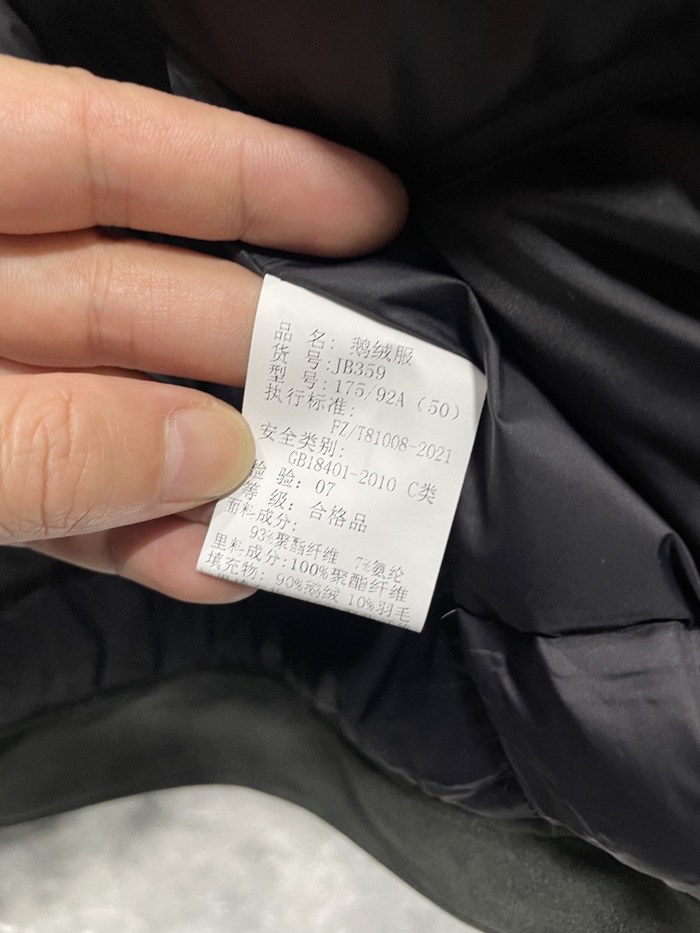 品 名: 鹅绒服
货 号:JB359
型 号:175/92A (50)
执行标准:
FZ/T81008-2021
安全类别:
GB18401-2010 C类
检 验: 07
等 级: 合格品
面料成分:
93%聚酯纤维 7%氨纶
里料成分:100%聚酯纤维
填充物: 90%鹅绒 10%羽毛